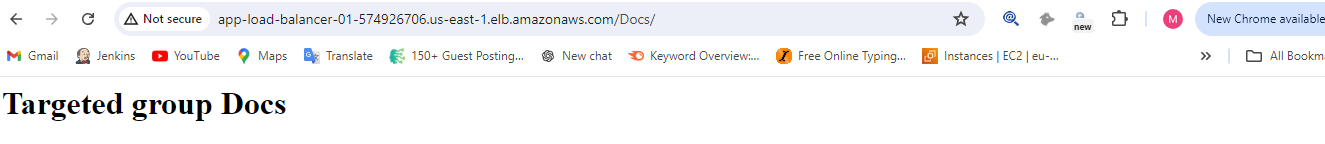 Not secure app-load-balancer-01-574926706.us-east-1.elb.amazonaws.com/Docs/ new M New Chrome available
Gmail Jenkins YouTube Maps Translate 150+ Guest Posting... New chat Keyword Overview:... Free Online Typing... Instances | EC2 | eu-... » All Bookma
Targeted group Docs